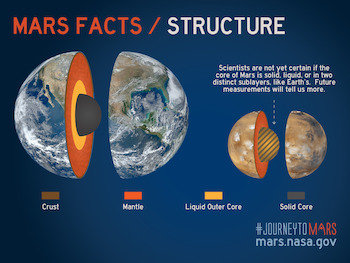 MARS FACTS / STRUCTURE
Scientists are not yet certain if the
core of Mars is solid, liquid, or in two
distinct sublayers, like Earth's. Future
measurements will tell us more.
Crust
Mantle
Liquid Outer Core
Solid Core
#JOURNEYTOMARS
mars.nasa.gov